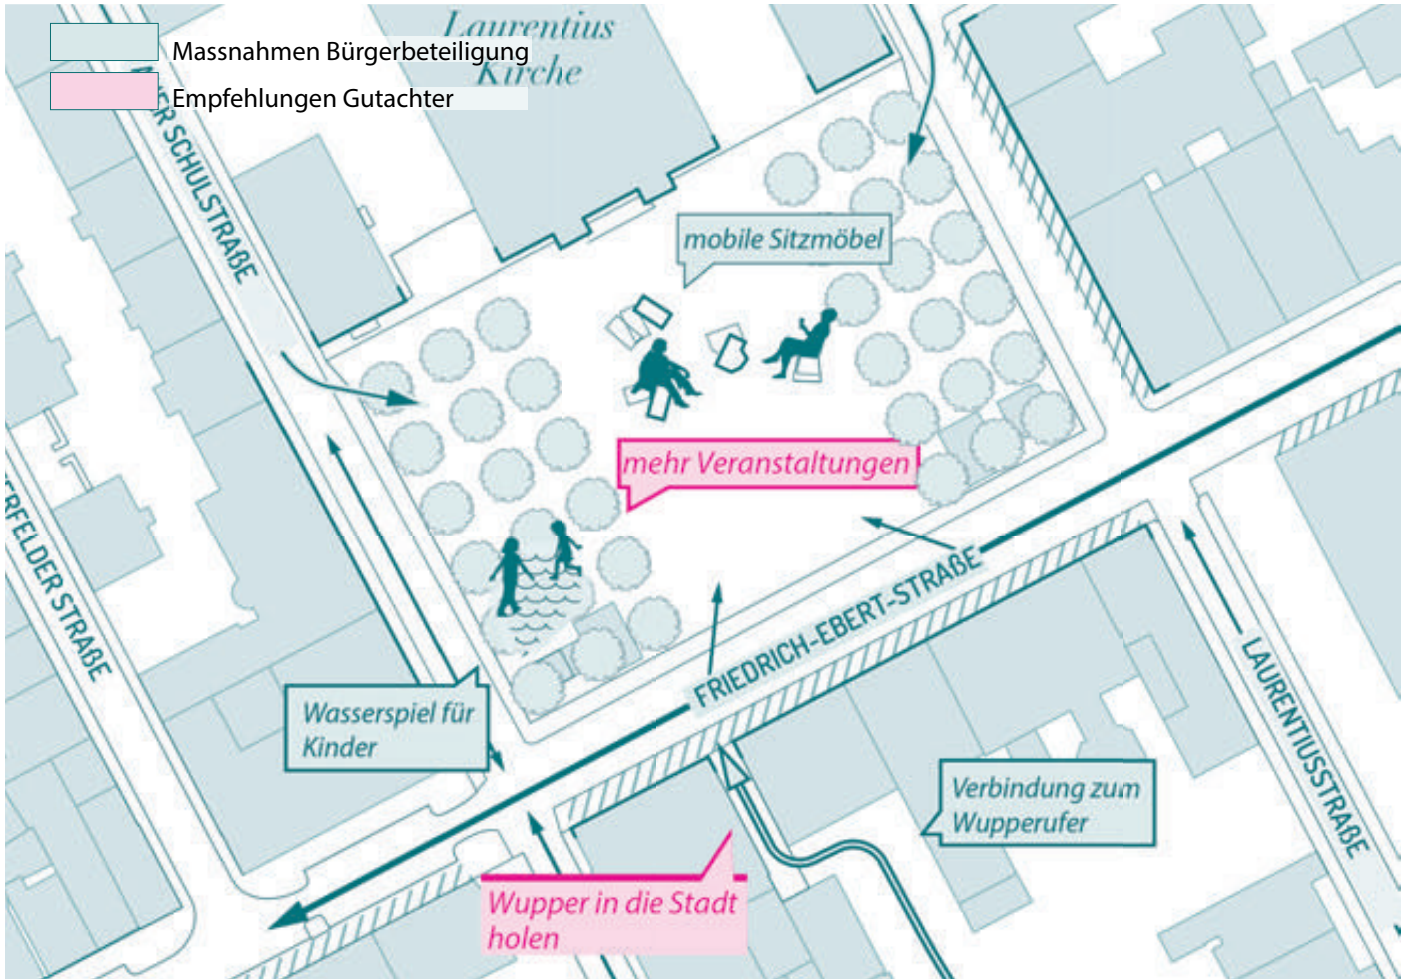 Laurentius
Kirche
Massnahmen Bürgerbeteiligung
Empfehlungen Gutachter
SCHULSTRAßE
mobile Sitzmöbel
mehr Veranstaltungen
ERFELDER STRAßE
FRIEDRICH-EBERT-STRAßE
LAURENTIUSSTRAßE
Wasserspiel für
Kinder
Verbindung zum
Wupperufer
Wupper in die Stadt
holen